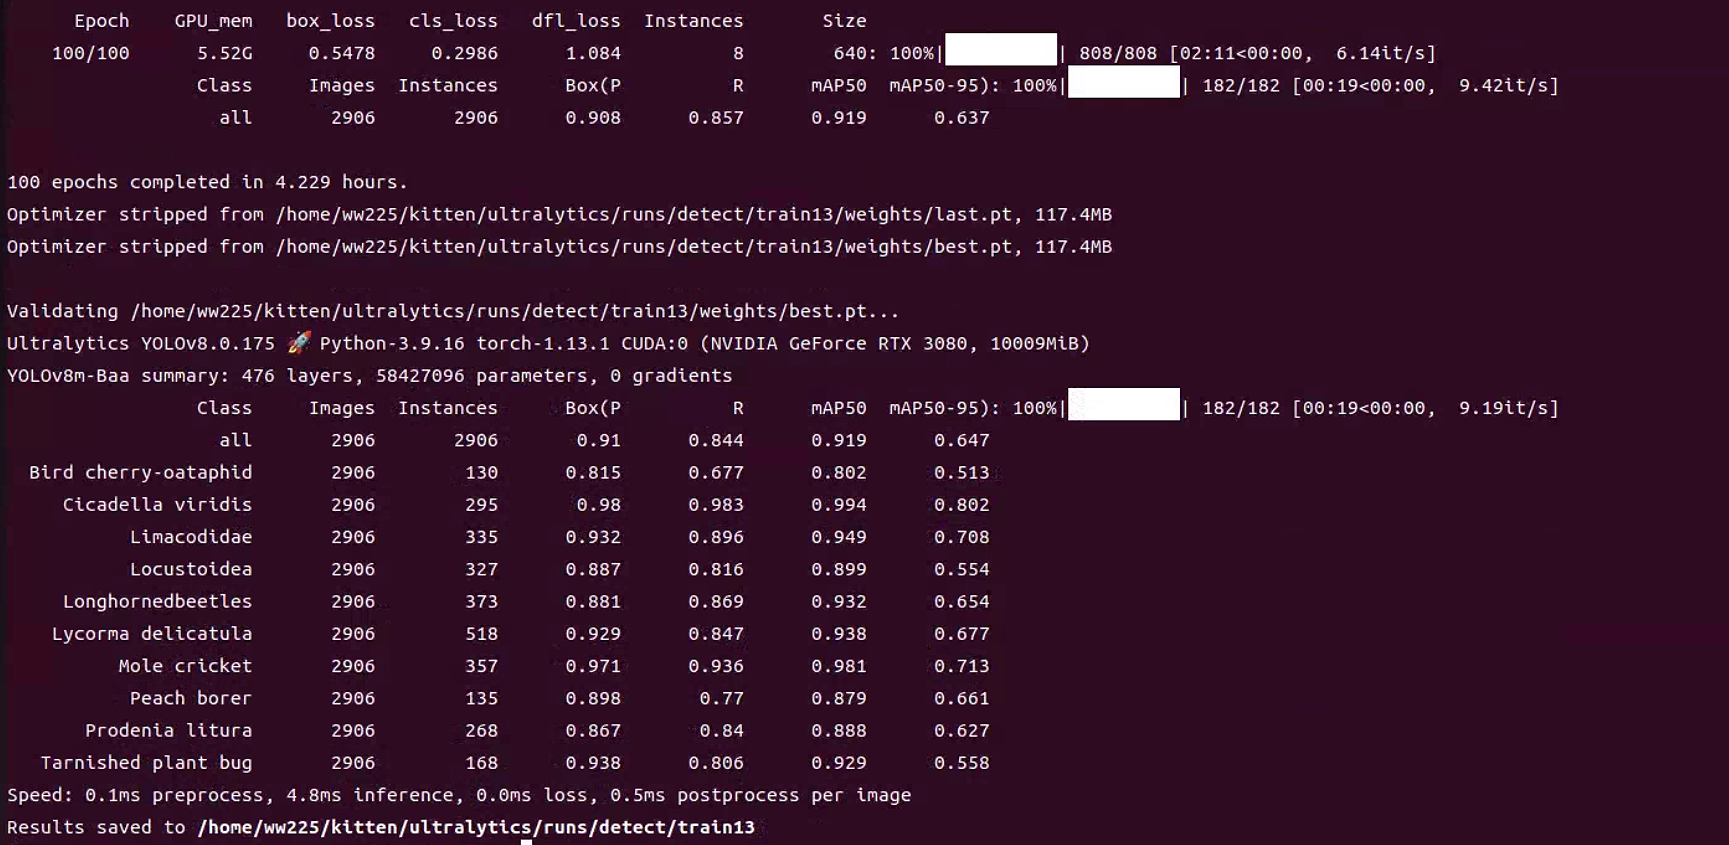 Epoch GPU_mem box_loss cls_loss dfl_loss Instances Size
100/100 5.52G 0.5478 0.2986 1.084 8 640: 100%| | 808/808 [02:11<00:00, 6.14it/s]
Class Images Instances Box(P R mAP50 mAP50-95): 100%| | 182/182 [00:19<00:00, 9.42it/s]
all 2906 2906 0.908 0.857 0.919 0.637
100 epochs completed in 4.229 hours.
Optimizer stripped from /home/ww225/kitten/ultralytics/runs/detect/train13/weights/last.pt, 117.4MB
Optimizer stripped from /home/ww225/kitten/ultralytics/runs/detect/train13/weights/best.pt, 117.4MB
Validating /home/ww225/kitten/ultralytics/runs/detect/train13/weights/best.pt...
Ultralytics YOLOv8.0.175 🚀 Python-3.9.16 torch-1.13.1 CUDA:0 (NVIDIA GeForce RTX 3080, 10009MiB)
YOLOv8m-Baa summary: 476 layers, 58427096 parameters, 0 gradients
Class Images Instances Box(P R mAP50 mAP50-95): 100%| | 182/182 [00:19<00:00, 9.19it/s]
all 2906 2906 0.91 0.844 0.919 0.647
Bird cherry-oataphid 2906 130 0.815 0.677 0.802 0.513
Cicadella viridis 2906 295 0.98 0.983 0.994 0.802
Limacodidae 2906 335 0.932 0.896 0.949 0.708
Locustoidea 2906 327 0.887 0.816 0.899 0.554
Longhornedbeetles 2906 373 0.881 0.869 0.932 0.654
Lycorma delicatula 2906 518 0.929 0.847 0.938 0.677
Mole cricket 2906 357 0.971 0.936 0.981 0.713
Peach borer 2906 135 0.898 0.77 0.879 0.661
Prodenia litura 2906 268 0.867 0.84 0.888 0.627
Tarnished plant bug 2906 168 0.938 0.806 0.929 0.558
Speed: 0.1ms preprocess, 4.8ms inference, 0.0ms loss, 0.5ms postprocess per image
Results saved to /home/ww225/kitten/ultralytics/runs/detect/train13